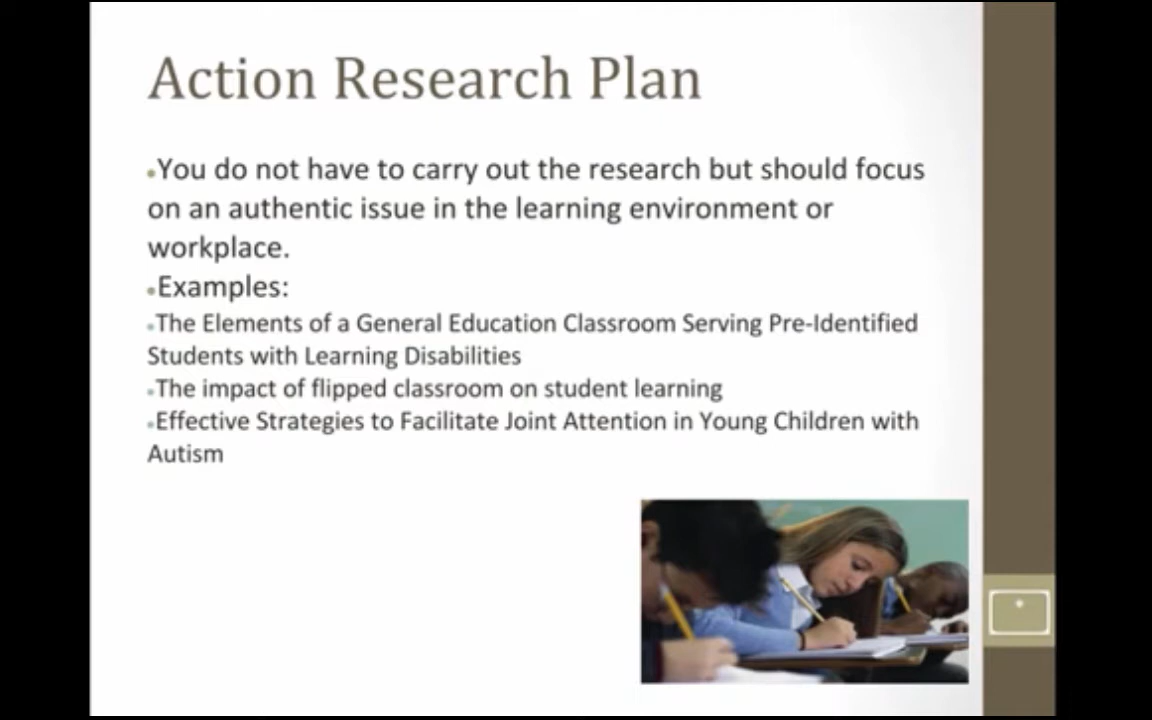 Action Research Plan
•You do not have to carry out the research but should focus
on an authentic issue in the learning environment or
workplace.
•Examples:
•The Elements of a General Education Classroom Serving Pre-Identified
Students with Learning Disabilities
•The impact of flipped classroom on student learning
•Effective Strategies to Facilitate Joint Attention in Young Children with
Autism
*